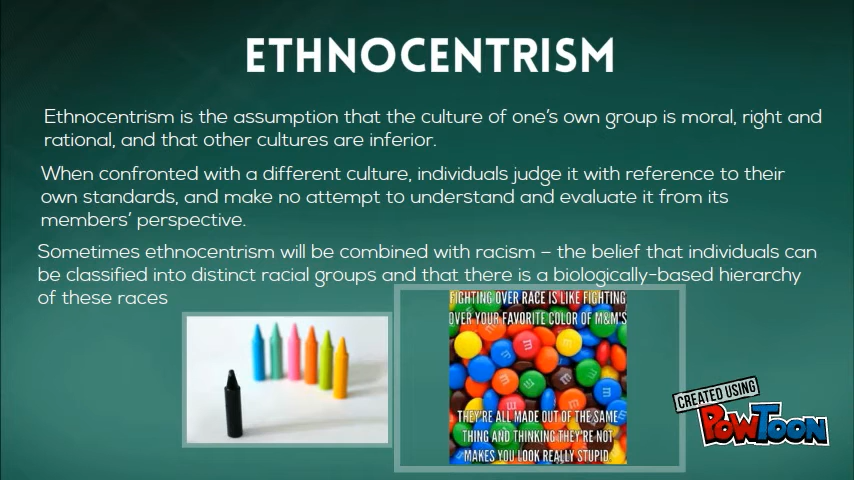 ETHNOCENTRISM
Ethnocentrism is the assumption that the culture of one's own group is moral, right and
rational, and that other cultures are inferior.
When confronted with a different culture, individuals judge it with reference to their
own standards, and make no attempt to understand and evaluate it from its
members' perspective.
Sometimes ethnocentrism will be combined with racism – the belief that individuals can
be classified into distinct racial groups and that there is a biologically-based hierarchy
of these races
FIGHTING OVER RACE IS LIKE FIGHTING
OVER YOUR FAVORITE COLOR OF M&M'S
THEY'RE ALL MADE OUT OF THE SAME
THING AND THINKING THEY'RE NOT
MAKES YOU LOOK REALLY STUPID.
CREATED USING
POWTOON